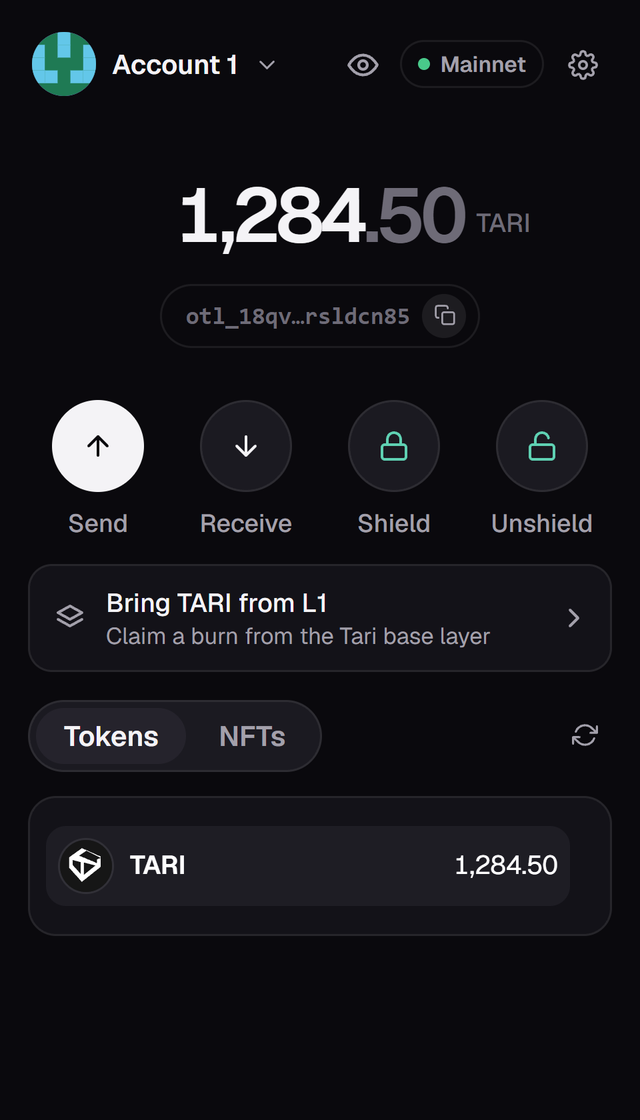 Account 1
Mainnet
1,284.50 TARI
otl_18qv…rsldcn85
Send Receive Shield Unshield
Bring TARI from L1
Claim a burn from the Tari base layer
Tokens NFTs
TARI 1,284.50